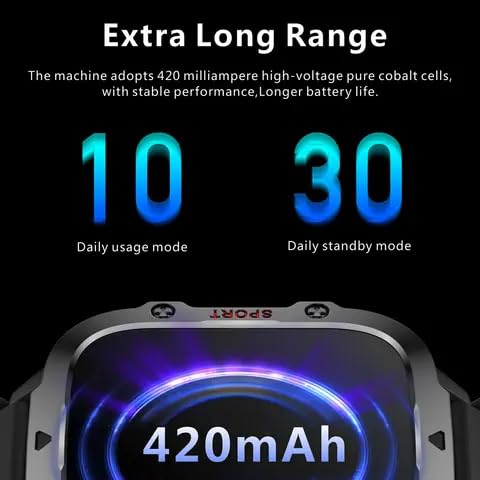 Extra Long Range
The machine adopts 420 milliampere high-voltage pure cobalt cells,
with stable performance,Longer battery life.
10 30
Daily usage mode Daily standby mode
SPORT
420mAh